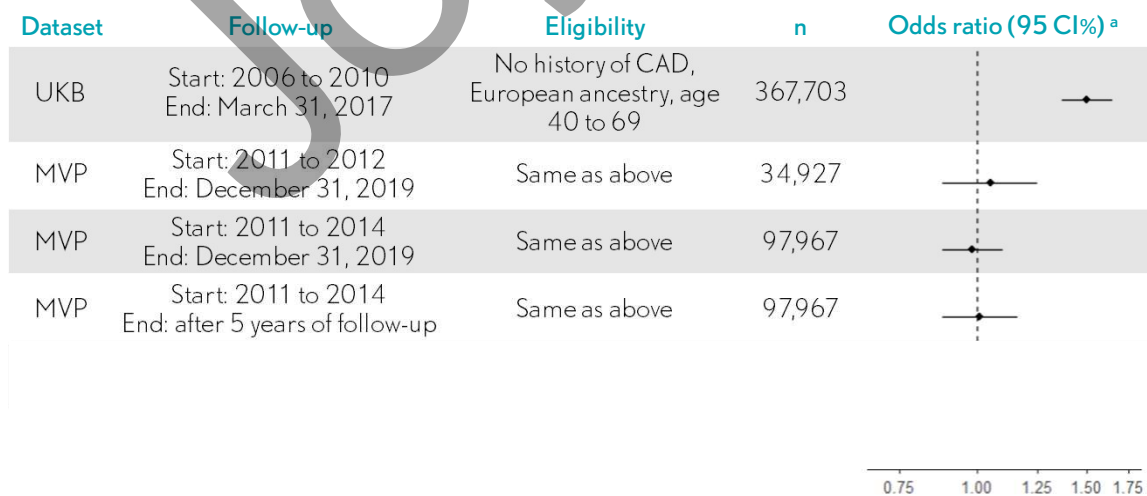 Dataset Follow-up Eligibility n Odds ratio (95 CI%) a
UKB
Start: 2006 to 2010
End: March 31, 2017
No history of CAD,
European ancestry, age
40 to 69
367,703
MVP
Start: 2011 to 2012
End: December 31, 2019
Same as above
34,927
MVP
Start: 2011 to 2014
End: December 31, 2019
Same as above
97,967
MVP
Start: 2011 to 2014
End: after 5 years of follow-up
Same as above
97,967
0.75 1.00 1.25 1.50 1.75